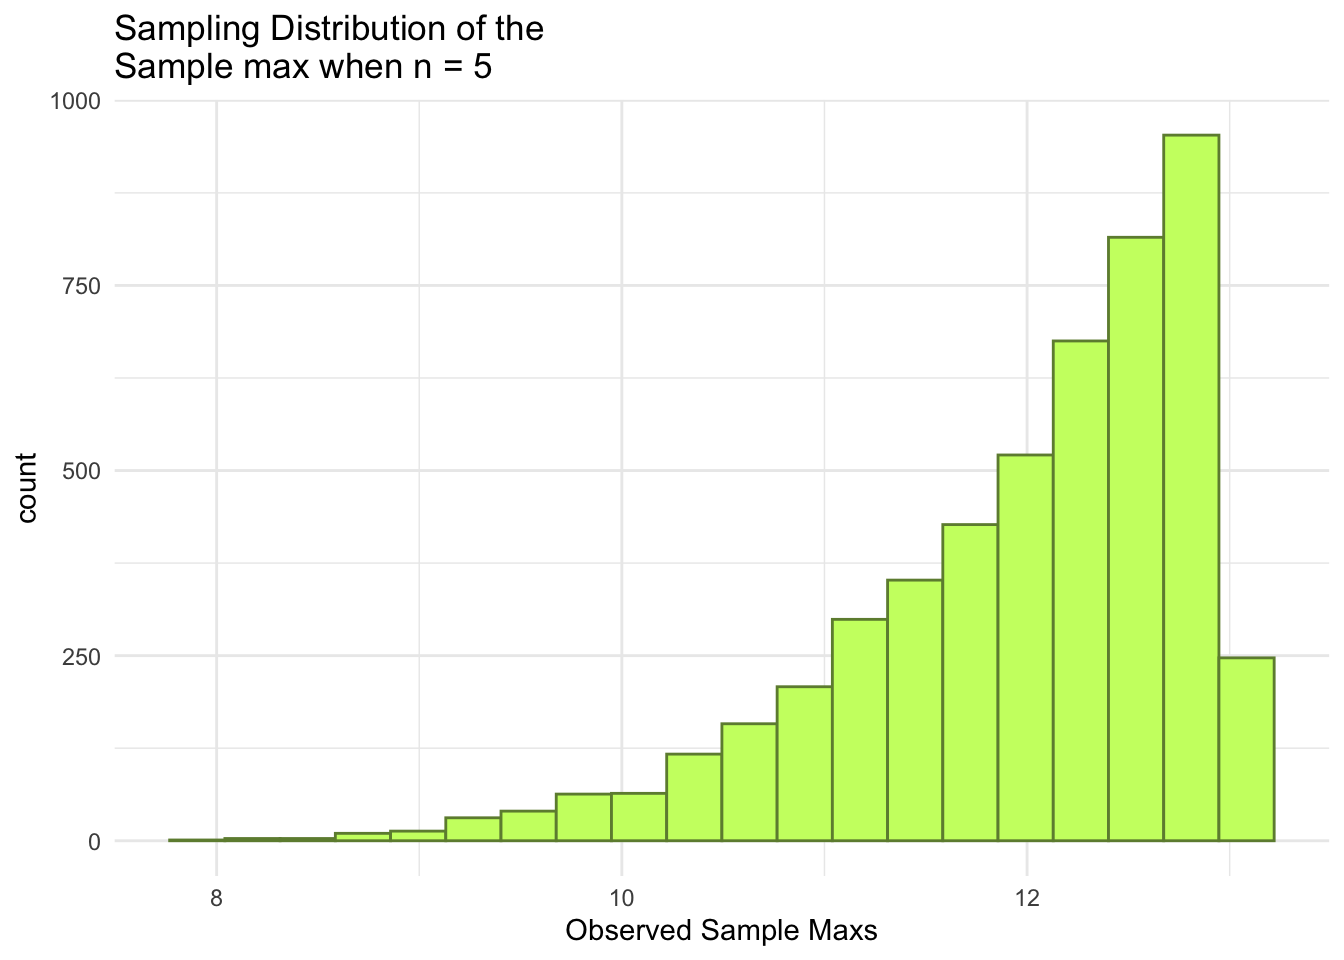 Sampling Distribution of the
Sample max when n = 5
1000
750
500
250
0
count
8
10
12
Observed Sample Maxs